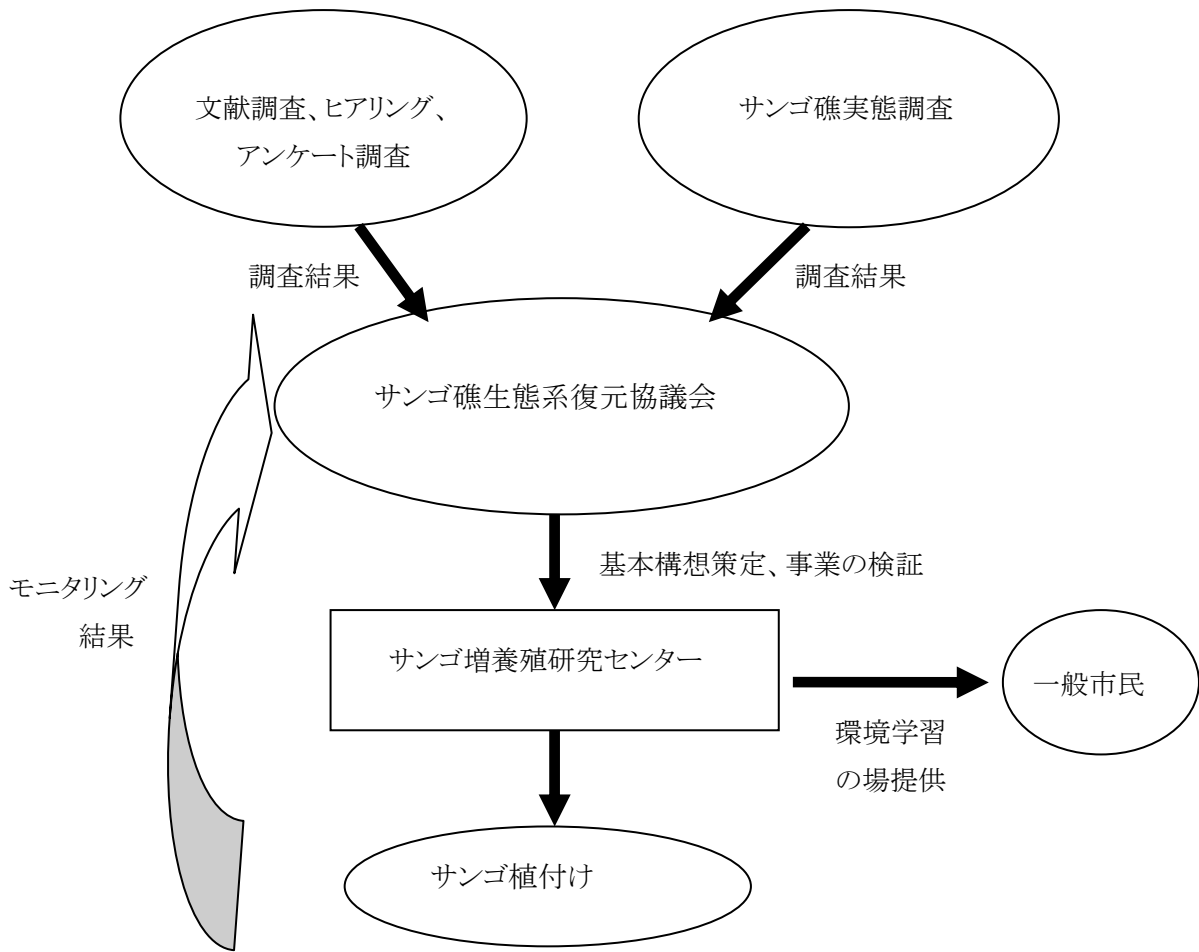 文献調査、ヒアリング、
アンケート調査
サンゴ礁実態調査
調査結果
調査結果
サンゴ礁生態系復元協議会
基本構想策定、事業の検証
モニタリング
結果
サンゴ増養殖研究センター
一般市民
環境学習
の場提供
サンゴ植付け